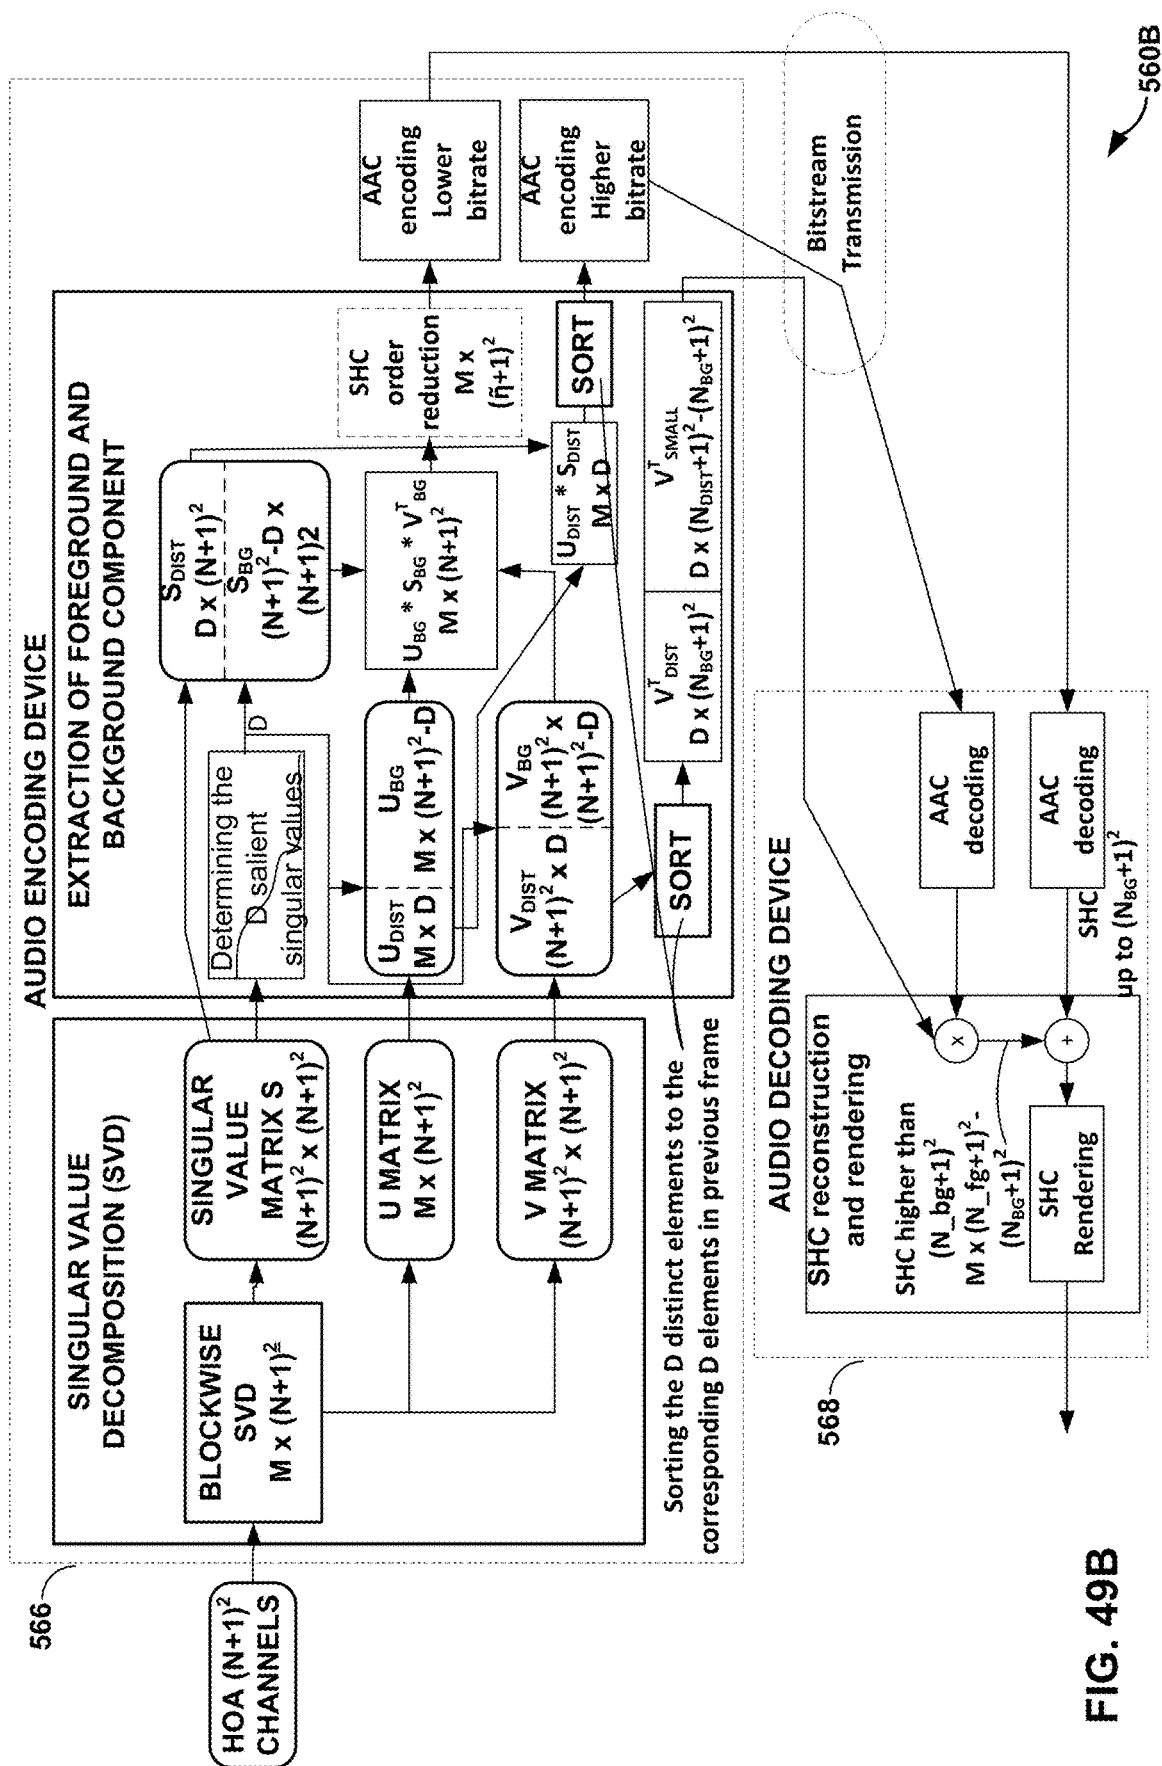 566
AUDIO ENCODING DEVICE
HOA (N+1)²
CHANNELS
SINGULAR VALUE
DECOMPOSITION (SVD)
BLOCKWISE
SVD
M x (N+1)²
SINGULAR
VALUE
MATRIX S
(N+1)² x (N+1)²
U MATRIX
M x (N+1)²
V MATRIX
(N+1)² x (N+1)²
Sorting the D distinct elements to the
corresponding D elements in previous frame
EXTRACTION OF FOREGROUND AND
BACKGROUND COMPONENT
Determining the
D salient
singular values
D
S_DIST
D x (N+1)²
S_BG
(N+1)²-D x
(N+1)2
U_DIST
M x D
U_BG
M x (N+1)²-D
V_DIST
(N+1)² x D
V_BG
(N+1)² x
(N+1)²-D
U_BG * S_BG * V^T_BG
M x (N+1)²
SHC
order
reduction
M x
(ñ+1)²
U_DIST * S_DIST
M x D
SORT
SORT
V^T_DIST
D x (N_BG+1)²
V^T_SMALL
D x (N_DIST+1)²-(N_BG+1)²
AAC
encoding
Lower
bitrate
AAC
encoding
Higher
bitrate
Bitstream
Transmission
568
AUDIO DECODING DEVICE
SHC reconstruction
and rendering
SHC higher than
(N_bg+1)²
M x (N_fg+1)²-
(N_BG+1)²
SHC
Rendering
x
+
AAC
decoding
AAC
decoding
SHC
up to (N_BG+1)²
560B
FIG. 49B